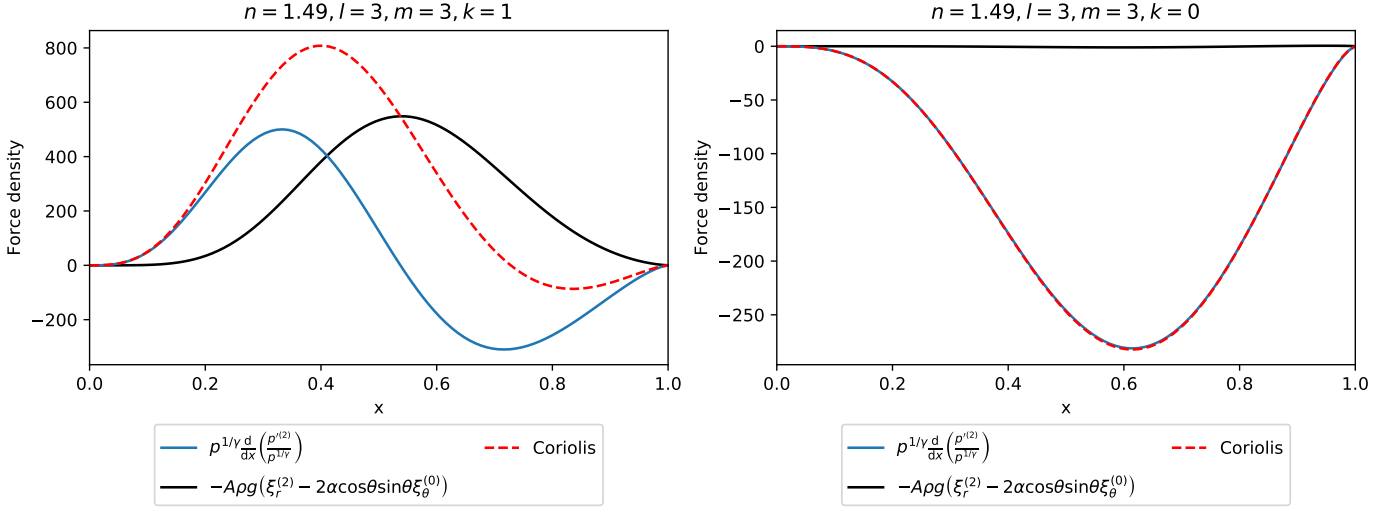 n = 1.49, l = 3, m = 3, k = 1
Force density
800
600
400
200
0
−200
0.0 0.2 0.4 0.6 0.8 1.0
x
p^{1/γ} d/dx (p′^{(2)}/p^{1/γ})
−Aρg(ξ_r^{(2)} − 2αcosθsinθξ_θ^{(0)})
Coriolis
n = 1.49, l = 3, m = 3, k = 0
Force density
0
−50
−100
−150
−200
−250
0.0 0.2 0.4 0.6 0.8 1.0
x
p^{1/γ} d/dx (p′^{(2)}/p^{1/γ})
−Aρg(ξ_r^{(2)} − 2αcosθsinθξ_θ^{(0)})
Coriolis